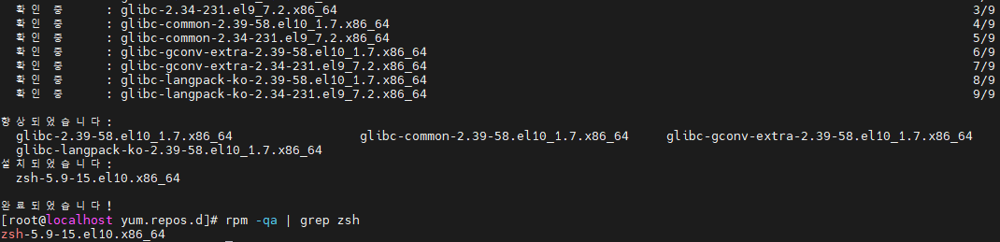 확인 중 : glibc-2.34-231.el9_7.2.x86_64 3/9
확인 중 : glibc-common-2.39-58.el10_1.7.x86_64 4/9
확인 중 : glibc-common-2.34-231.el9_7.2.x86_64 5/9
확인 중 : glibc-gconv-extra-2.39-58.el10_1.7.x86_64 6/9
확인 중 : glibc-gconv-extra-2.34-231.el9_7.2.x86_64 7/9
확인 중 : glibc-langpack-ko-2.39-58.el10_1.7.x86_64 8/9
확인 중 : glibc-langpack-ko-2.34-231.el9_7.2.x86_64 9/9
향상되었습니다:
glibc-2.39-58.el10_1.7.x86_64 glibc-common-2.39-58.el10_1.7.x86_64 glibc-gconv-extra-2.39-58.el10_1.7.x86_64
glibc-langpack-ko-2.39-58.el10_1.7.x86_64
설치되었습니다:
zsh-5.9-15.el10.x86_64
완료되었습니다!
[root@localhost yum.repos.d]# rpm -qa | grep zsh
zsh-5.9-15.el10.x86_64